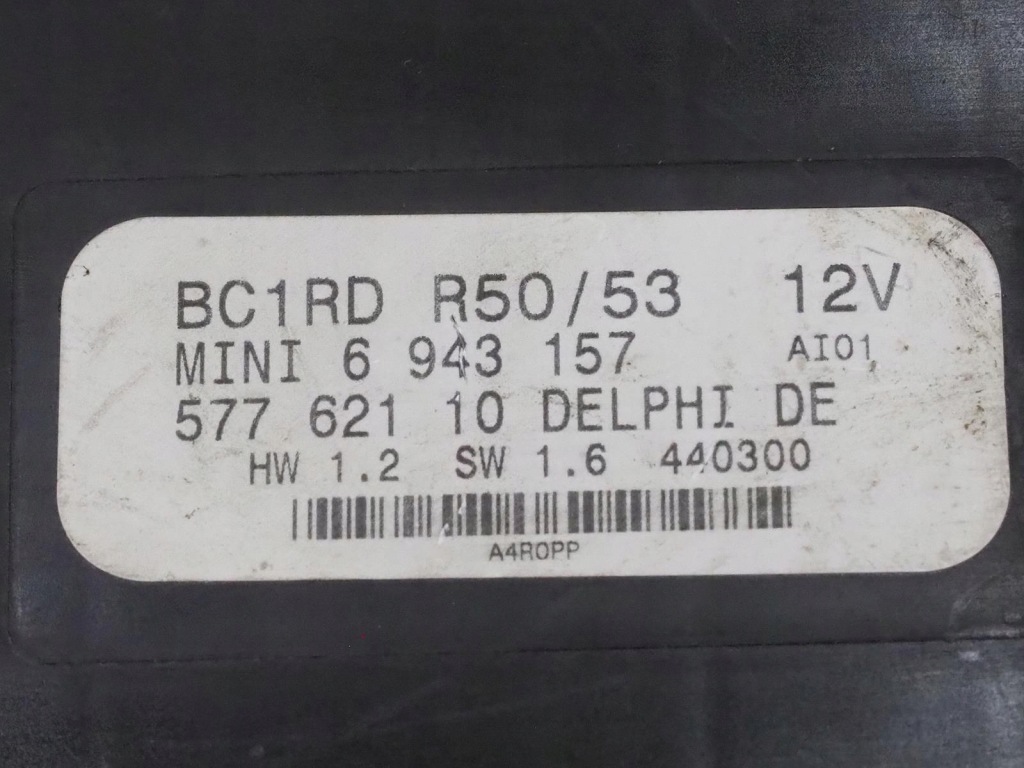 BC1RD R50/53 12V
MINI 6 943 157 AI01
577 621 10 DELPHI DE
HW 1.2 SW 1.6 440300
A4R0PP